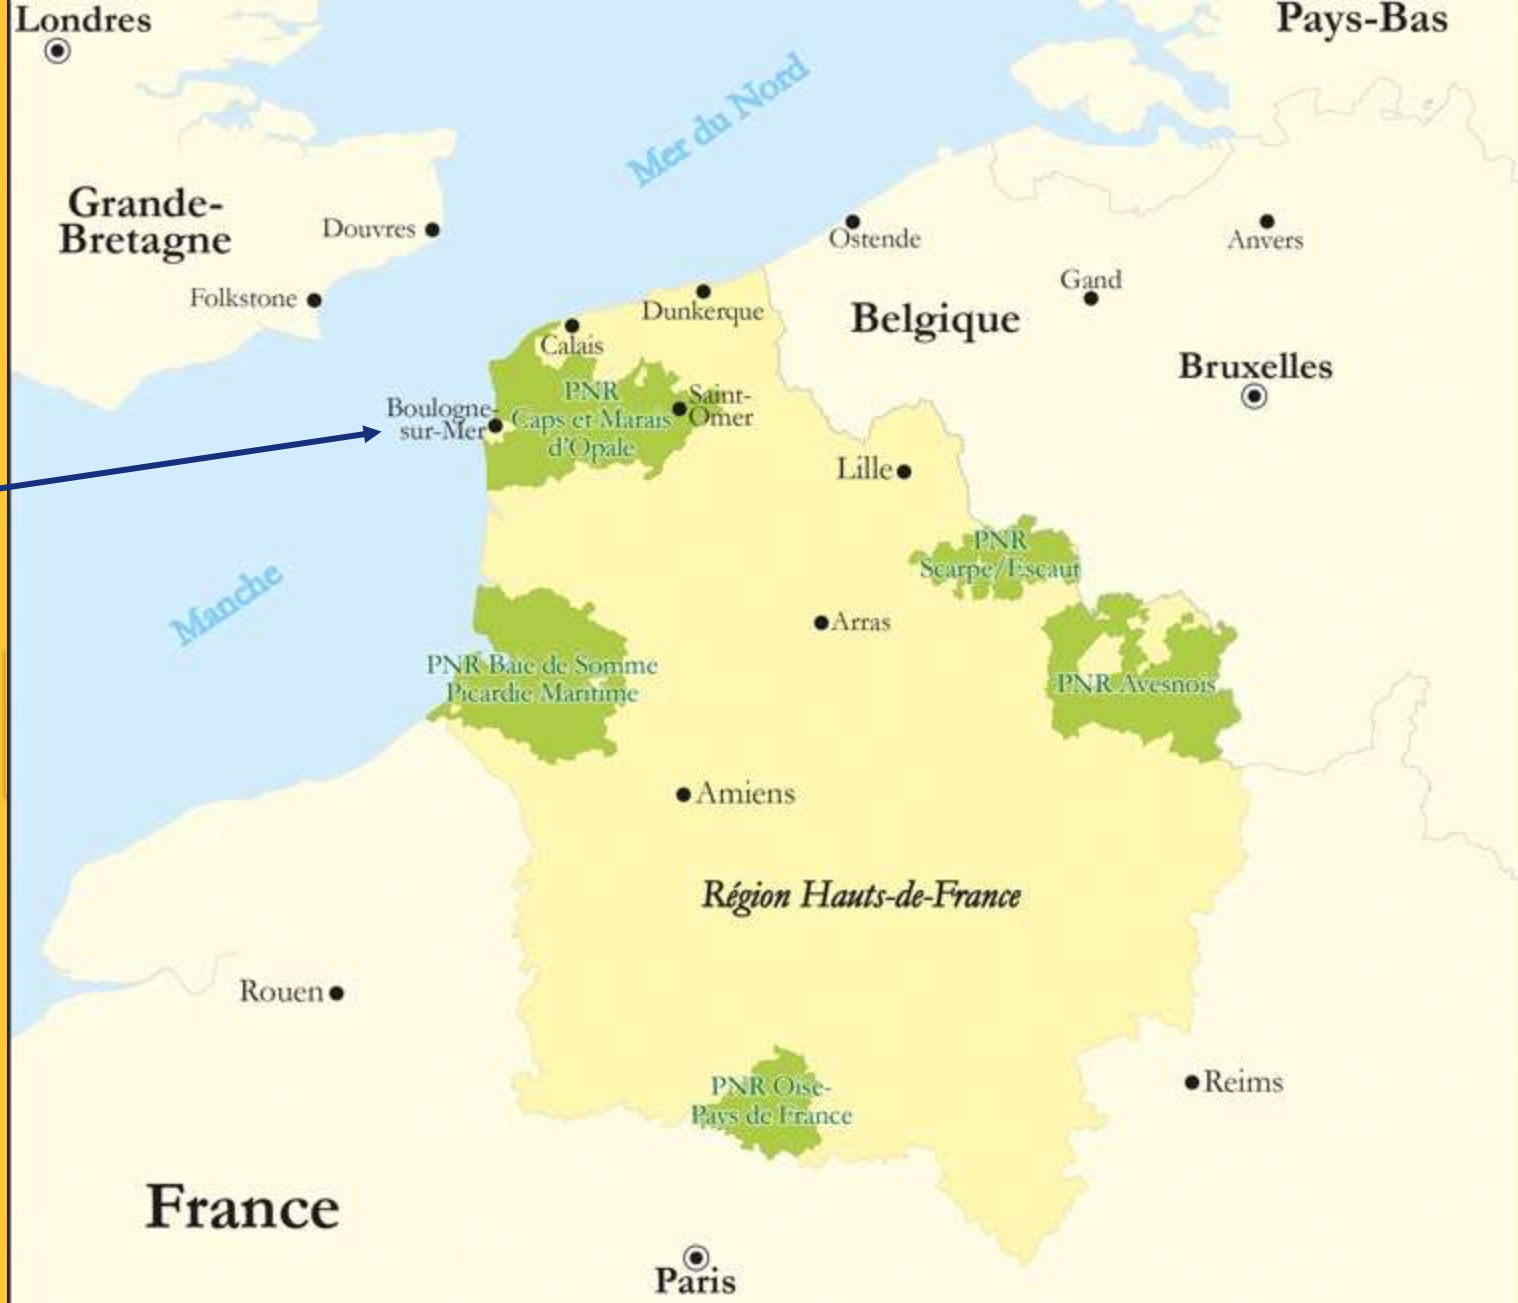 Londres
Pays-Bas
Mer du Nord
Grande-
Bretagne
Douvres
Ostende
Anvers
Folkstone
Gand
Dunkerque
Belgique
Calais
Bruxelles
PNR
Caps et Marais
d'Opale
Saint-
Omer
Boulogne-
sur-Mer
Lille
PNR
Scarpe/Escaut
Manche
Arras
PNR Baie de Somme
Picardie Maritime
PNR Avesnois
Amiens
Région Hauts-de-France
Rouen
PNR Oise-
Pays de France
Reims
France
Paris